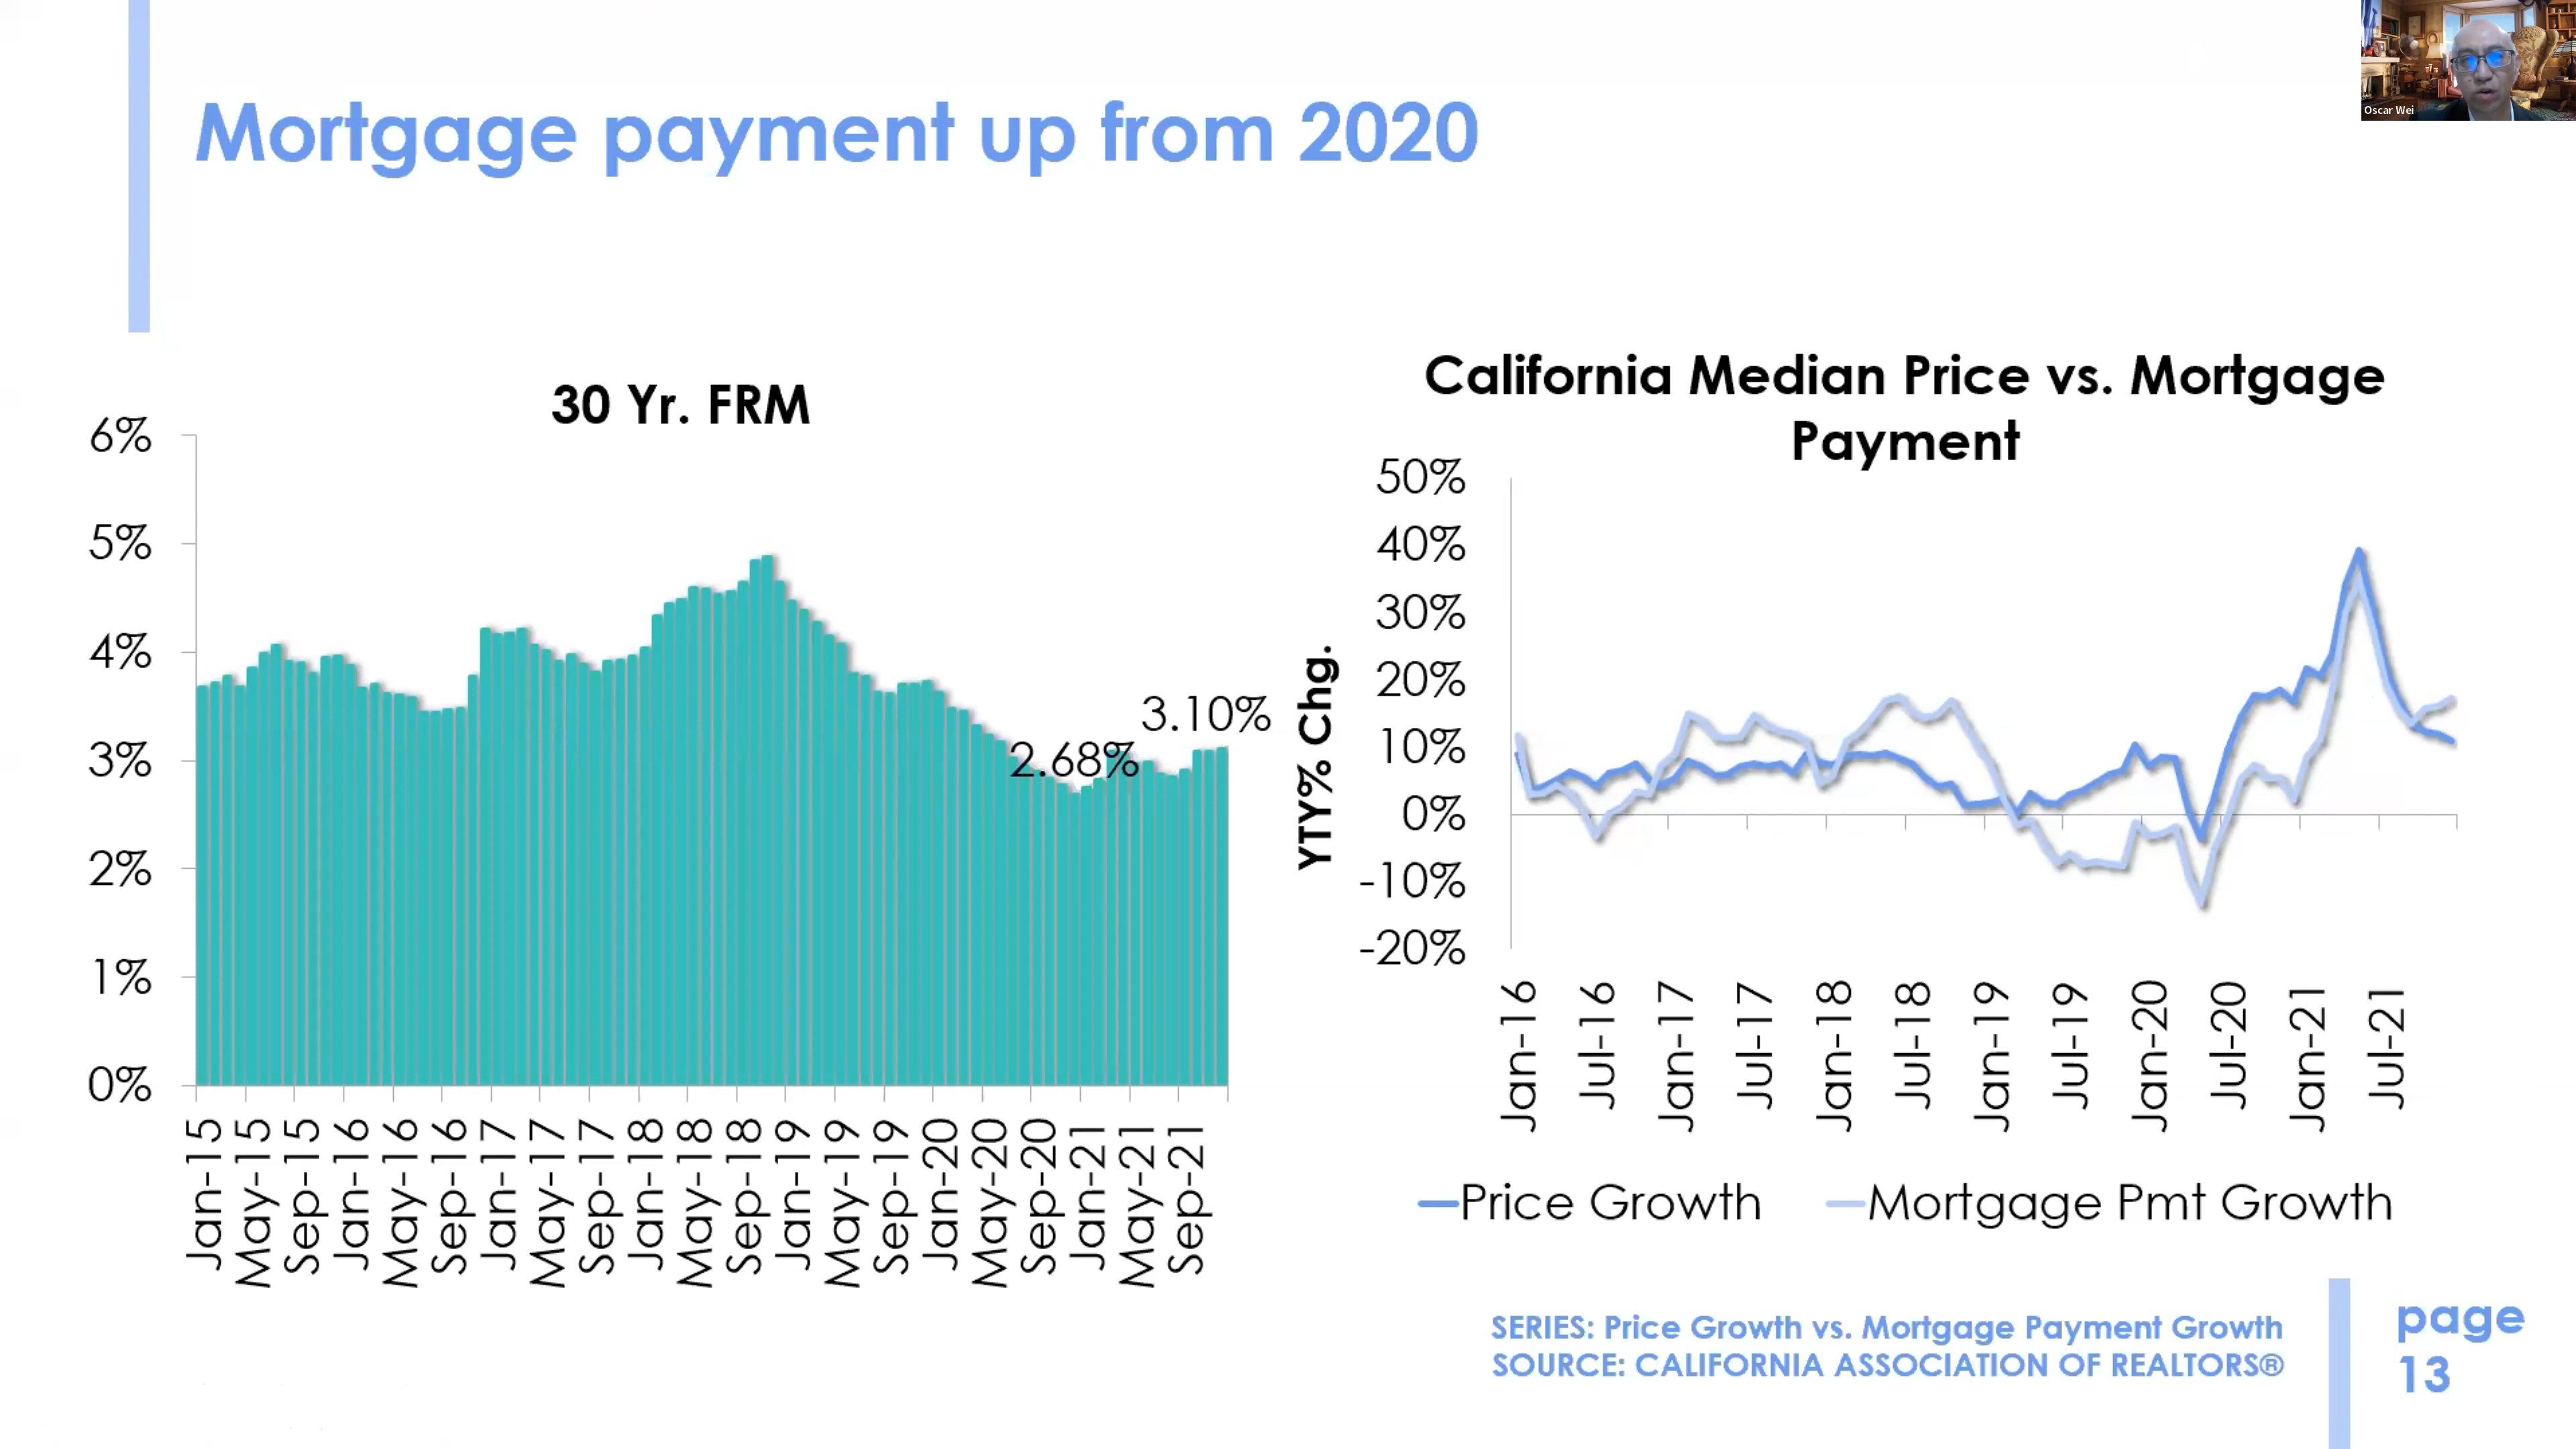 Oscar Wei
Mortgage payment up from 2020
30 Yr. FRM
6%
5%
4%
3%
2%
1%
0%
2.68%
3.10%
Jan-15
May-15
Sep-15
Jan-16
May-16
Sep-16
Jan-17
May-17
Sep-17
Jan-18
May-18
Sep-18
Jan-19
May-19
Sep-19
Jan-20
May-20
Sep-20
Jan-21
May-21
Sep-21
California Median Price vs. Mortgage
Payment
YTY% Chg.
50%
40%
30%
20%
10%
0%
-10%
-20%
Jan-16
Jul-16
Jan-17
Jul-17
Jan-18
Jul-18
Jan-19
Jul-19
Jan-20
Jul-20
Jan-21
Jul-21
Price Growth
Mortgage Pmt Growth
SERIES: Price Growth vs. Mortgage Payment Growth
SOURCE: CALIFORNIA ASSOCIATION OF REALTORS®
page
13